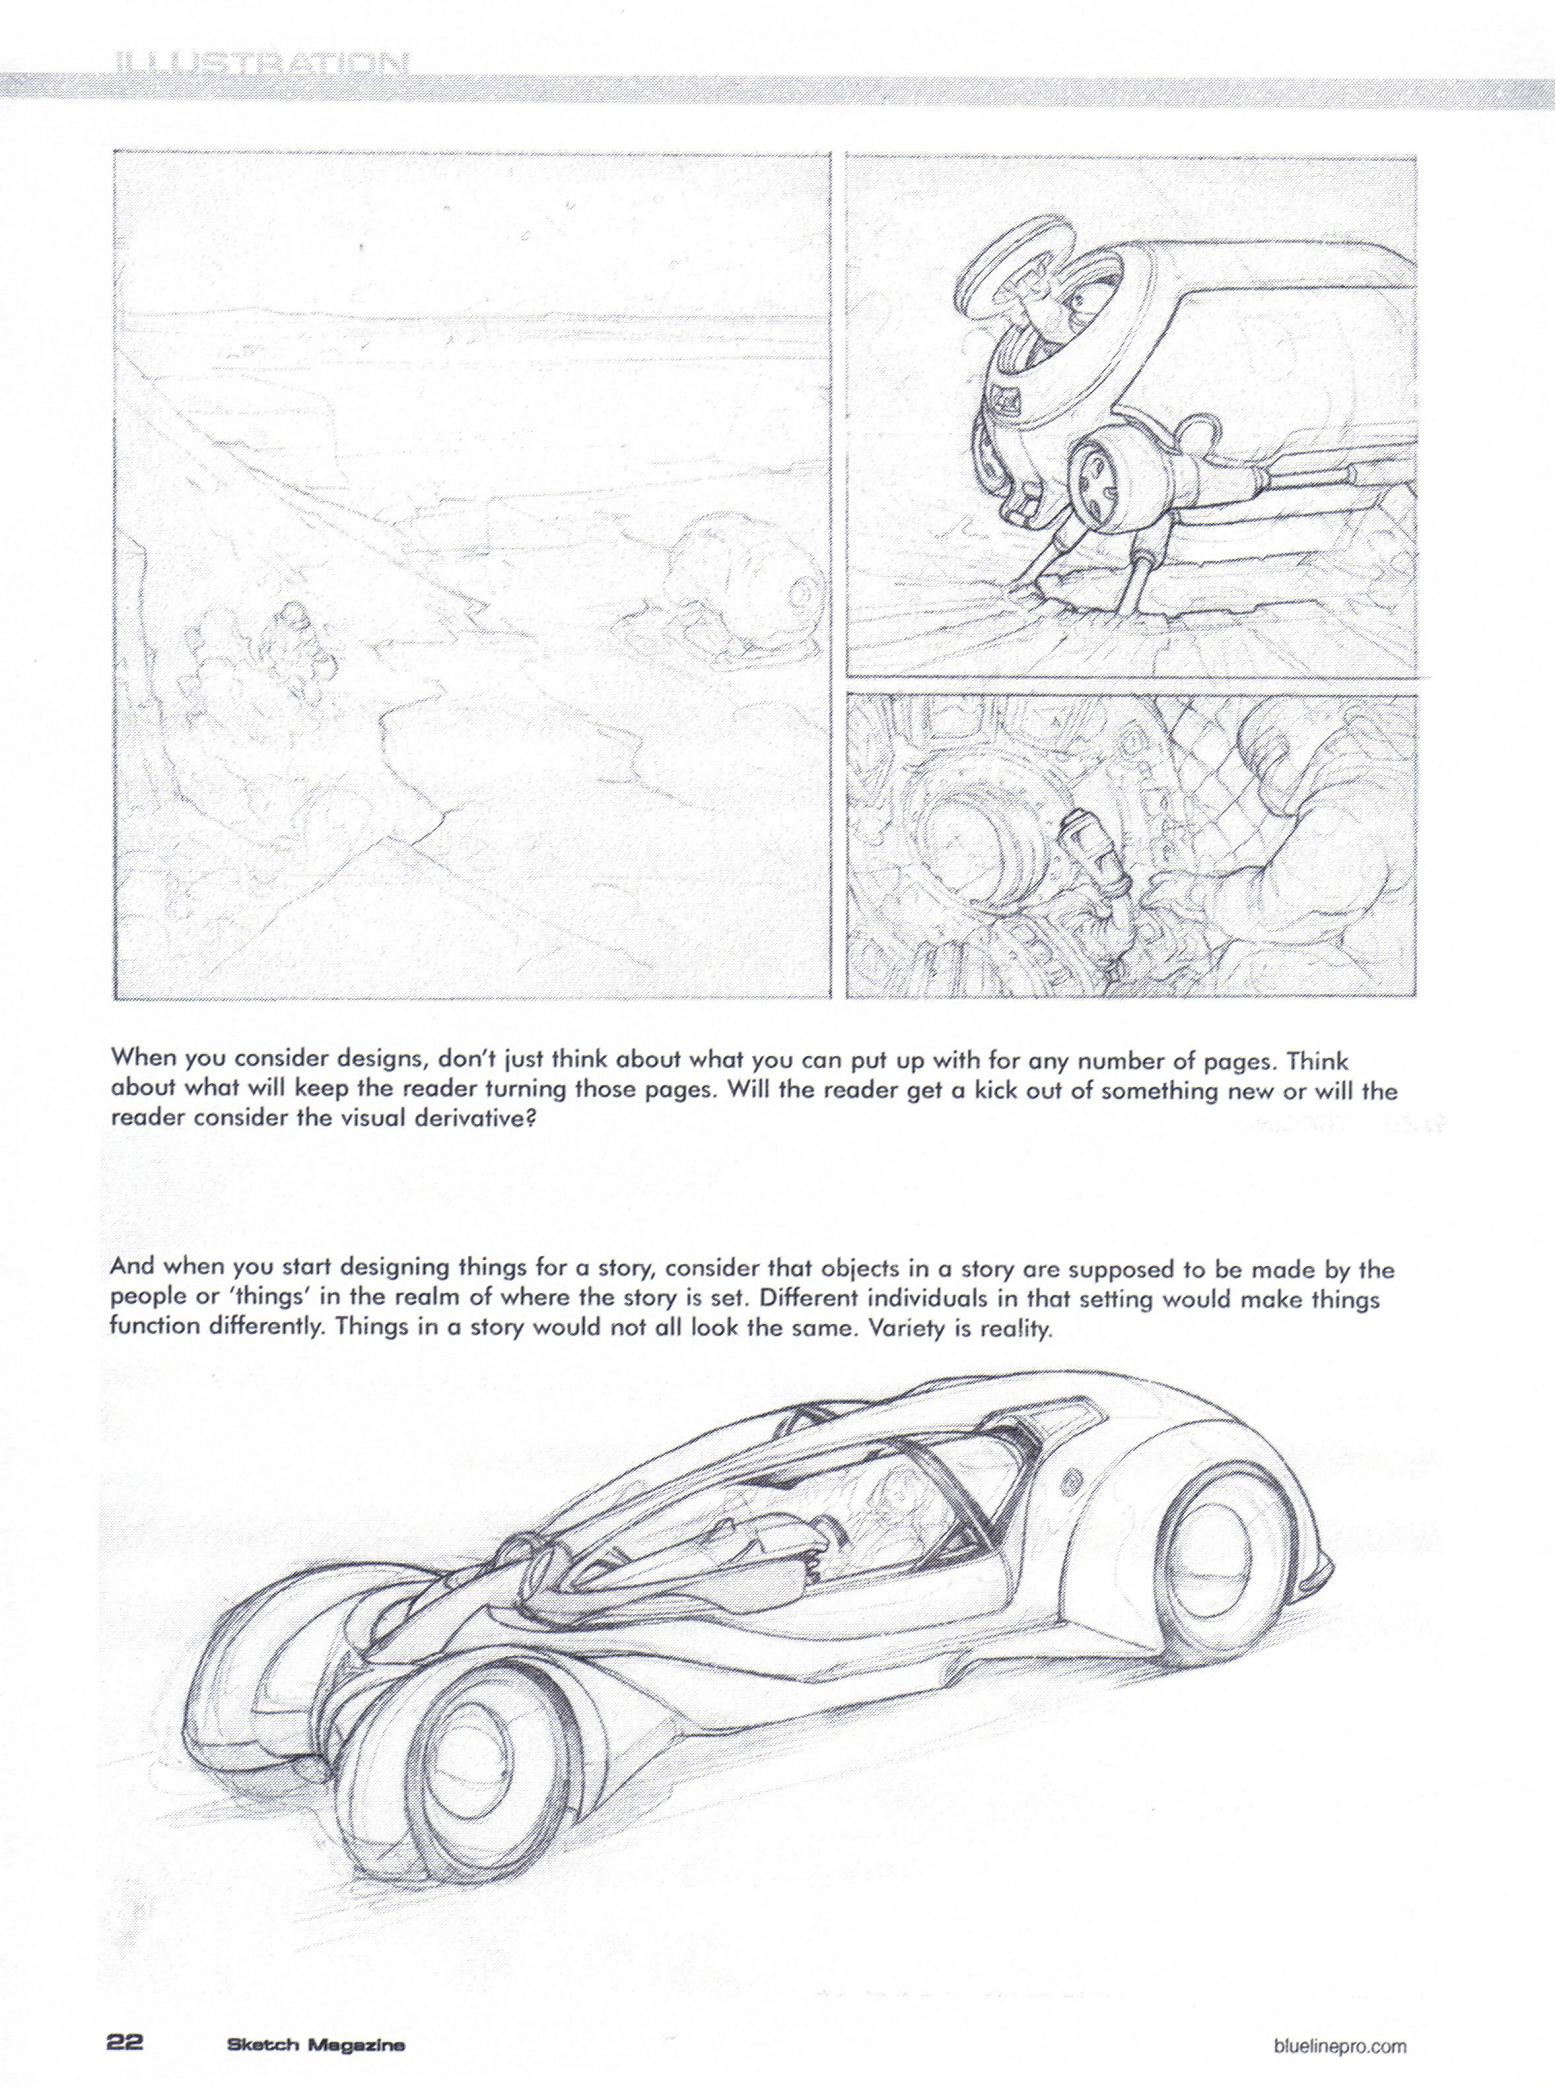 ILLUSTRATION
When you consider designs, don't just think about what you can put up with for any number of pages. Think
about what will keep the reader turning those pages. Will the reader get a kick out of something new or will the
reader consider the visual derivative?
And when you start designing things for a story, consider that objects in a story are supposed to be made by the
people or 'things' in the realm of where the story is set. Different individuals in that setting would make things
function differently. Things in a story would not all look the same. Variety is reality.
22 Sketch Magazine bluelinepro.com